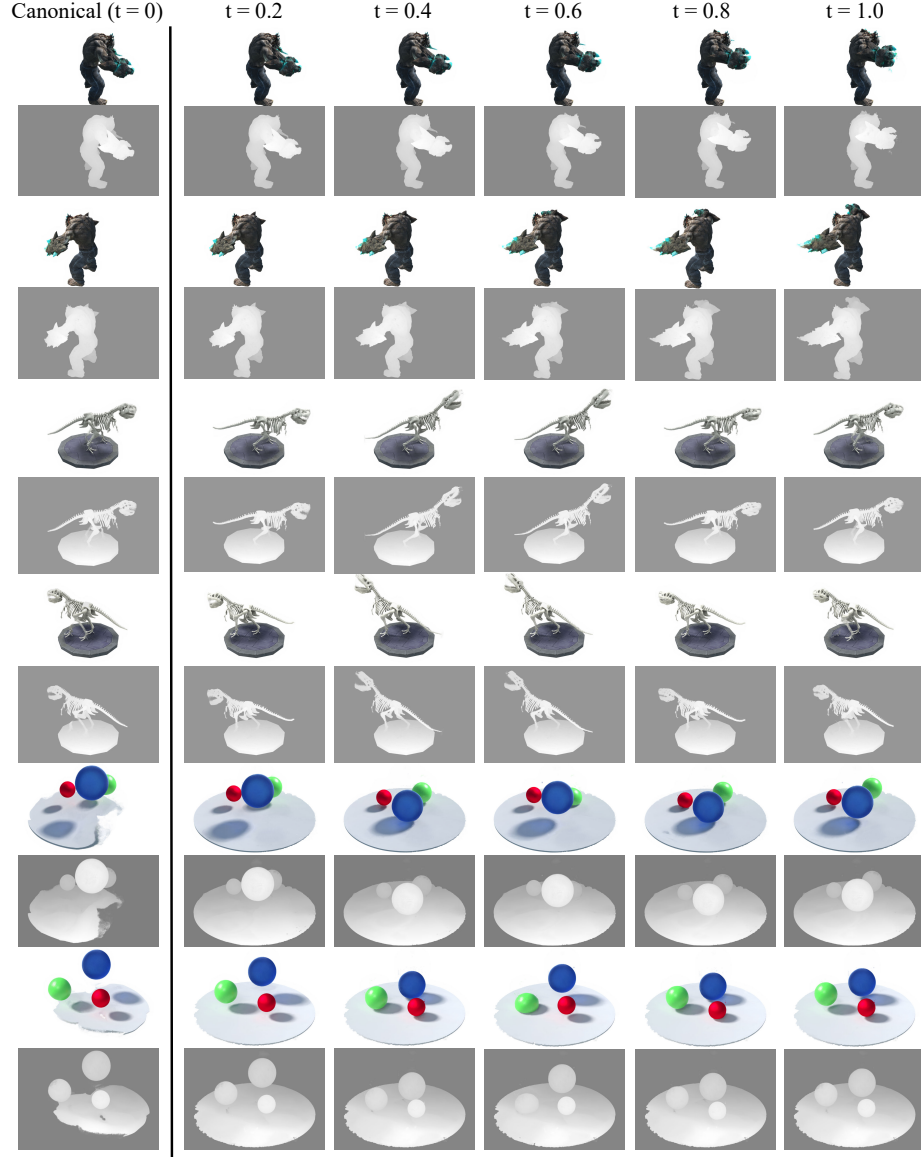 Canonical (t = 0) t = 0.2 t = 0.4 t = 0.6 t = 0.8 t = 1.0